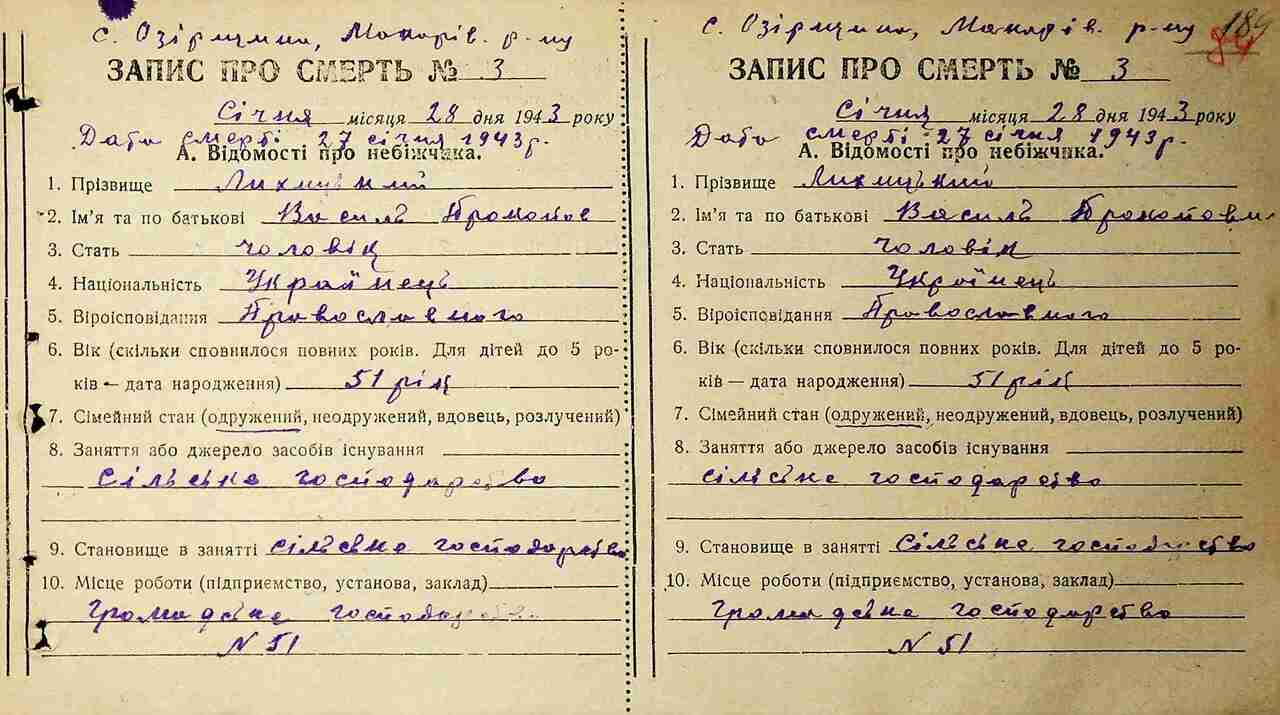 с. Озірщина, Макарів. р-ну
ЗАПИС ПРО СМЕРТЬ № 3
Січня місяця 28 дня 1943 року
Дата смерті 27 січня 1943 р.
А. Відомості про небіжчика.
1. Прізвище
2. Ім'я та по батькові Василь Прокопов
3. Стать чоловік
4. Національність Українець
5. Віроісповідання Православного
6. Вік (скільки сповнилося повних років. Для дітей до 5 ро-
ків — дата народження) 51 рік
7. Сімейний стан (одружений, неодружений, вдовець, розлучений)
8. Заняття або джерело засобів існування
сільське господарство
9. Становище в занятті сільське господарство
10. Місце роботи (підприємство, установа, заклад)
Громадське господарство
N 51
с. Озірщина, Макарів. р-ну
ЗАПИС ПРО СМЕРТЬ № 3
Січня місяця 28 дня 1943 року
Дата смерті 27 січня 1943 р.
А. Відомості про небіжчика.
1. Прізвище
2. Ім'я та по батькові Василь Прокопови
3. Стать чоловік
4. Національність Українець
5. Віроісповідання Православного
6. Вік (скільки сповнилося повних років. Для дітей до 5 ро-
ків — дата народження) 51 рік
7. Сімейний стан (одружений, неодружений, вдовець, розлучений)
8. Заняття або джерело засобів існування
сільське господарство
9. Становище в занятті сільське господарство
10. Місце роботи (підприємство, установа, заклад)
Громадське господарство
N 51